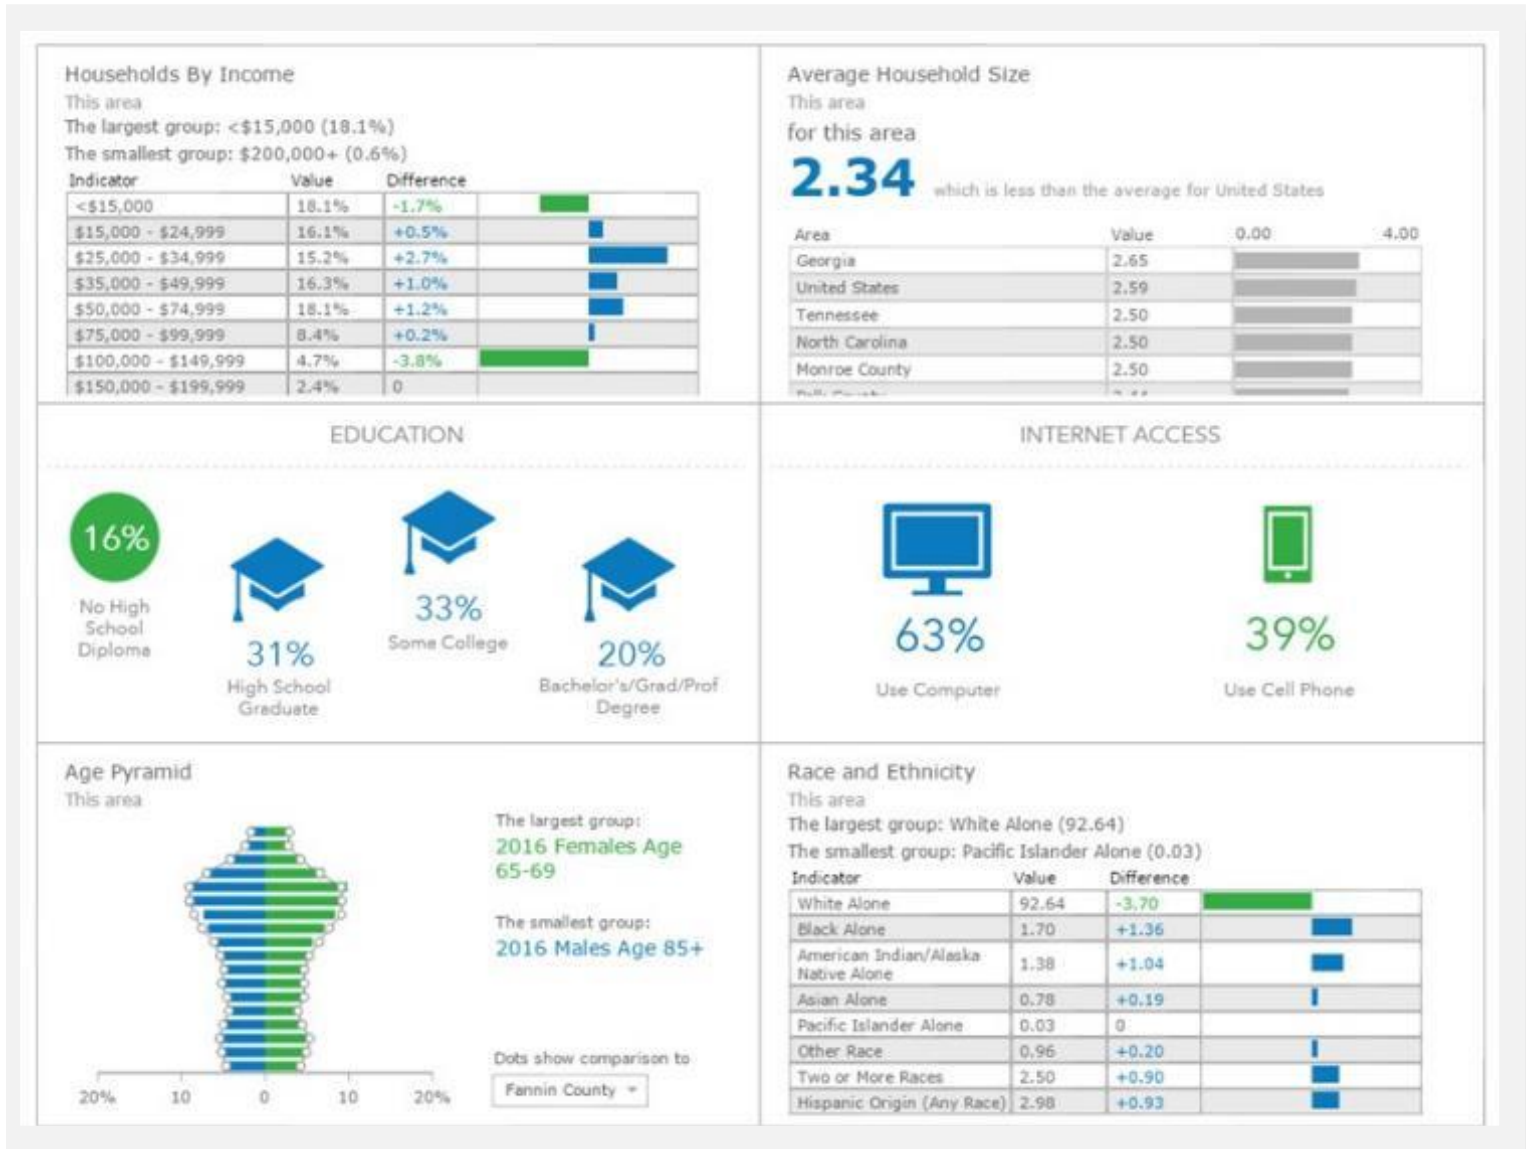 Households By Income
This area
The largest group: <$15,000 (18.1%)
The smallest group: $200,000+ (0.6%)
Indicator Value Difference
<$15,000 18.1% -1.7%
$15,000 - $24,999 16.1% +0.5%
$25,000 - $34,999 15.2% +2.7%
$35,000 - $49,999 16.3% +1.0%
$50,000 - $74,999 18.1% +1.2%
$75,000 - $99,999 8.4% +0.2%
$100,000 - $149,999 4.7% -3.8%
$150,000 - $199,999 2.4% 0
Average Household Size
This area
for this area
2.34 which is less than the average for United States
Area Value 0.00 4.00
Georgia 2.65
United States 2.59
Tennessee 2.50
North Carolina 2.50
Monroe County 2.50
EDUCATION
16%
No High
School
Diploma
31%
High School
Graduate
33%
Some College
20%
Bachelor's/Grad/Prof
Degree
INTERNET ACCESS
63%
Use Computer
39%
Use Cell Phone
Age Pyramid
This area
The largest group:
2016 Females Age
65-69
The smallest group:
2016 Males Age 85+
Dots show comparison to
Fannin County
20% 10 0 10 20%
Race and Ethnicity
This area
The largest group: White Alone (92.64)
The smallest group: Pacific Islander Alone (0.03)
Indicator Value Difference
White Alone 92.64 -3.70
Black Alone 1.70 +1.36
American Indian/Alaska
Native Alone 1.38 +1.04
Asian Alone 0.78 +0.19
Pacific Islander Alone 0.03 0
Other Race 0.96 +0.20
Two or More Races 2.50 +0.90
Hispanic Origin (Any Race) 2.98 +0.93